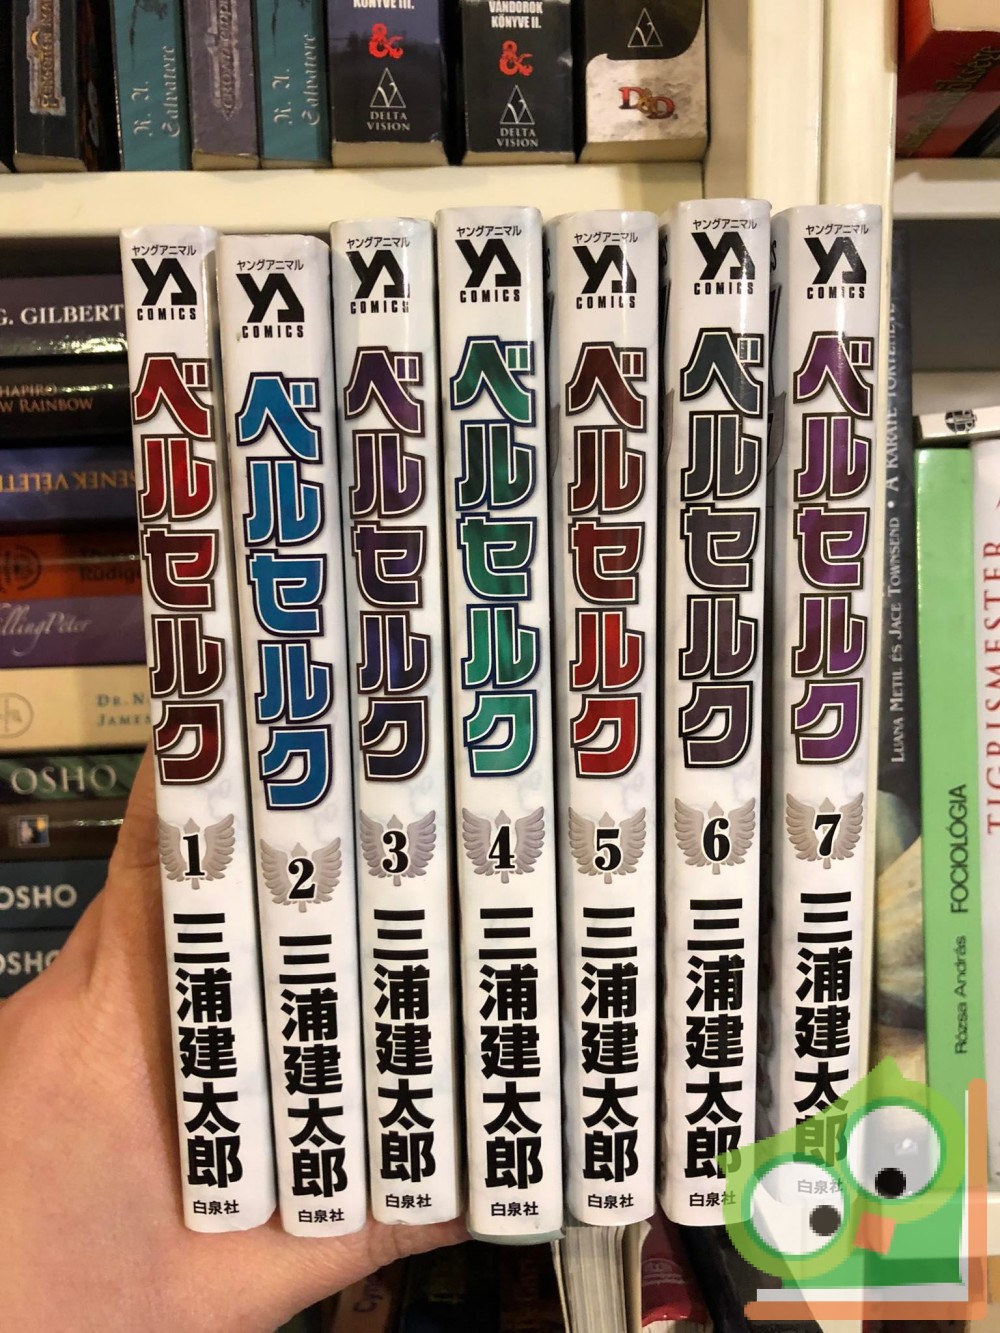 R. A. Salvatore
R. A. Salvatore
KÖNYVE III.
&
DELTA
VISION
VÁNDOROK
KÖNYVE II.
&
DELTA
VISION
D&D
G. GILBERT
SHAPIRO
W RAINBOW
Rüdige
llingPéter
DR. N
JAMES
OSHO
OSHO
OSHO
ヤングアニマル
YA
COMICS
ベルセルク
1
三浦建太郎
白泉社
ヤングアニマル
YA
COMICS
ベルセルク
2
三浦建太郎
白泉社
ヤングアニマル
YA
COMICS
ベルセルク
3
三浦建太郎
白泉社
ヤングアニマル
YA
COMICS
ベルセルク
4
三浦建太郎
白泉社
ヤングアニマル
YA
COMICS
ベルセルク
5
三浦建太郎
白泉社
ヤングアニマル
YA
COMICS
ベルセルク
6
三浦建太郎
白泉社
ヤングアニマル
YA
COMICS
ベルセルク
7
三浦建太郎
白泉社
LUANA METIL ÉS JACE TOWNSEND • A KARATE TÖRTÉNETE
Rózsa András FOCIOLÓGIA
TIGRISMESTER